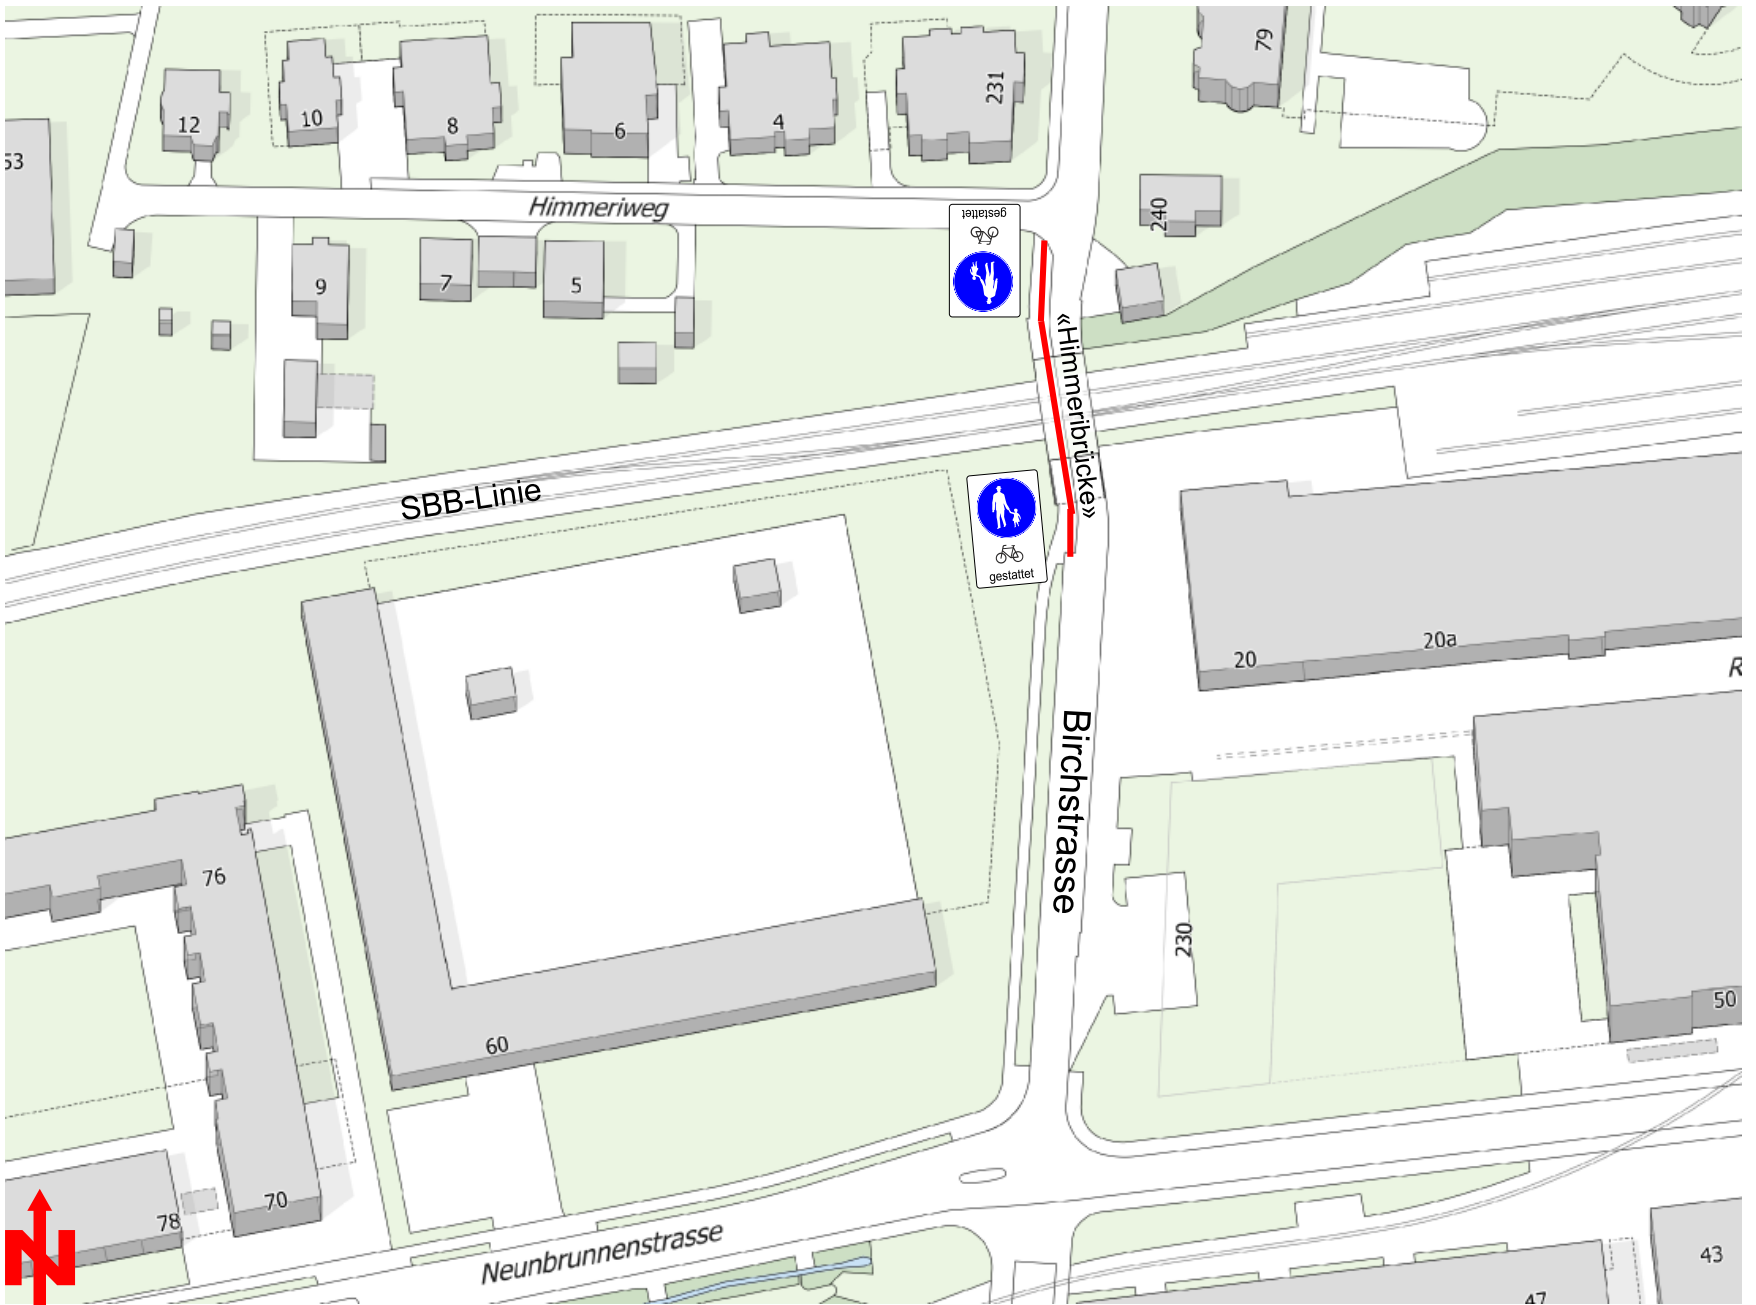 79
231
12
10
8
6
4
53
Himmeriweg
gestattet
240
9
7
5
«Himmeribrücke»
SBB-Linie
gestattet
20
20a
R
Birchstrasse
76
230
50
60
70
78
N
Neunbrunnenstrasse
43
47